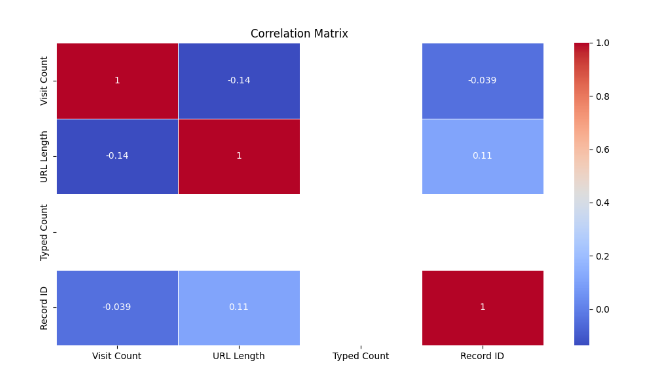 Correlation Matrix
Visit Count
1
-0.14
-0.039
URL Length
-0.14
1
0.11
Typed Count
Record ID
-0.039
0.11
1
Visit Count
URL Length
Typed Count
Record ID
1.0
0.8
0.6
0.4
0.2
0.0